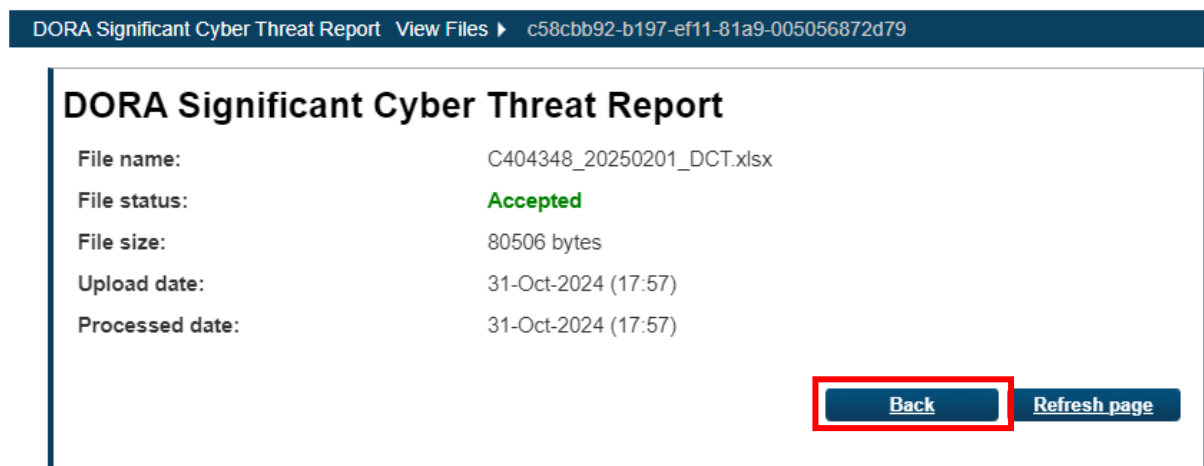 DORA Significant Cyber Threat Report View Files c58cbb92-b197-ef11-81a9-005056872d79
DORA Significant Cyber Threat Report
File name: C404348_20250201_DCT.xlsx
File status: Accepted
File size: 80506 bytes
Upload date: 31-Oct-2024 (17:57)
Processed date: 31-Oct-2024 (17:57)
Back Refresh page